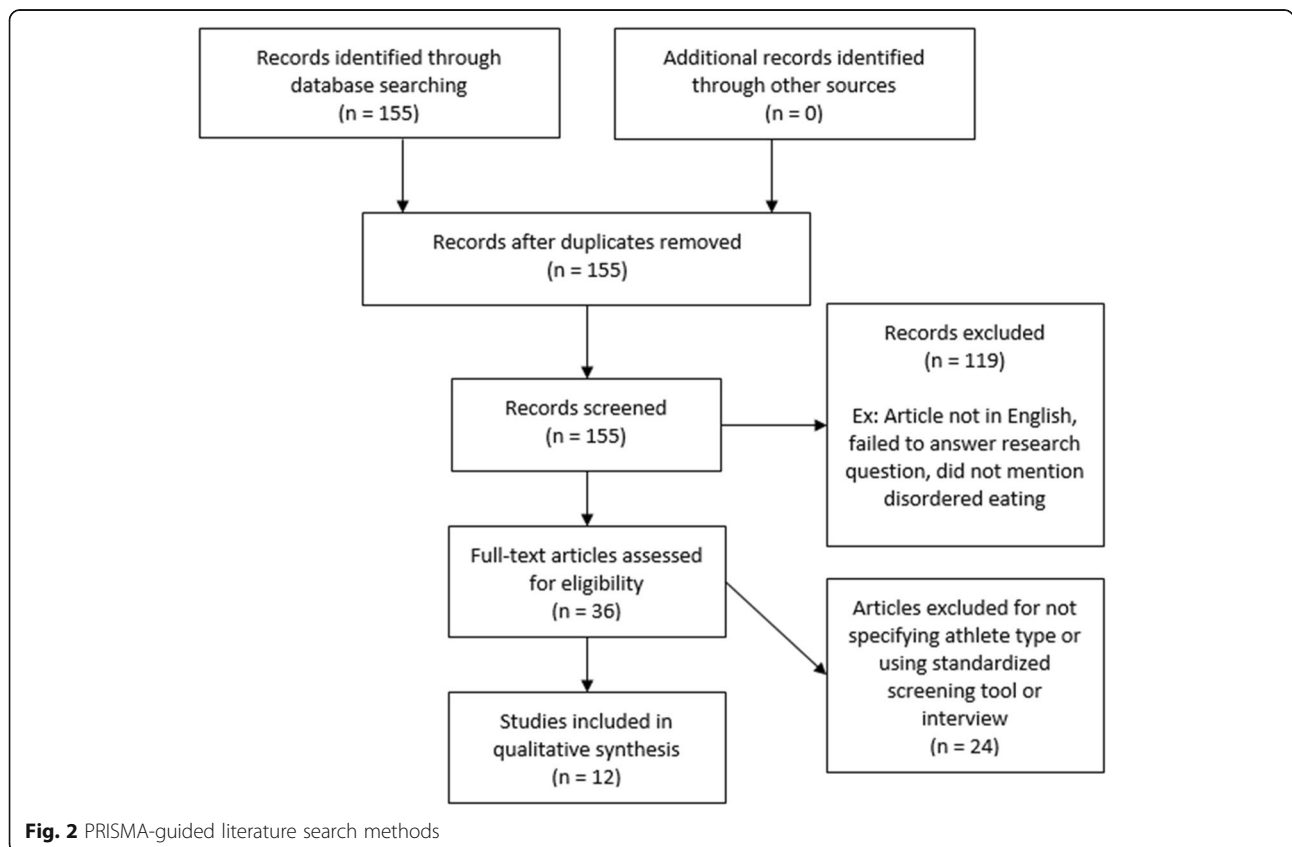 Records identified through
database searching
(n = 155)
Additional records identified
through other sources
(n = 0)
Records after duplicates removed
(n = 155)
Records screened
(n = 155)
Records excluded
(n = 119)
Ex: Article not in English,
failed to answer research
question, did not mention
disordered eating
Full-text articles assessed
for eligibility
(n = 36)
Articles excluded for not
specifying athlete type or
using standardized
screening tool or
interview
(n = 24)
Studies included in
qualitative synthesis
(n = 12)
Fig. 2 PRISMA-guided literature search methods